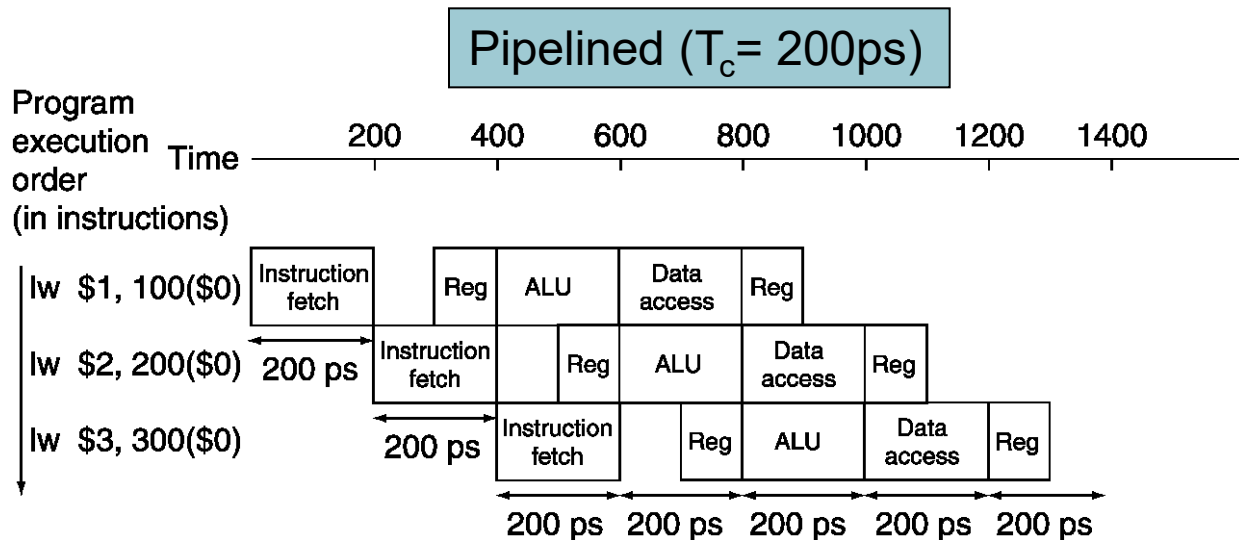 Pipelined (Tc= 200ps)
Program
execution
order
(in instructions)
Time
200 400 600 800 1000 1200 1400
lw $1, 100($0)
Instruction
fetch
Reg
ALU
Data
access
Reg
lw $2, 200($0)
200 ps
Instruction
fetch
Reg
ALU
Data
access
Reg
lw $3, 300($0)
200 ps
Instruction
fetch
Reg
ALU
Data
access
Reg
200 ps 200 ps 200 ps 200 ps 200 ps